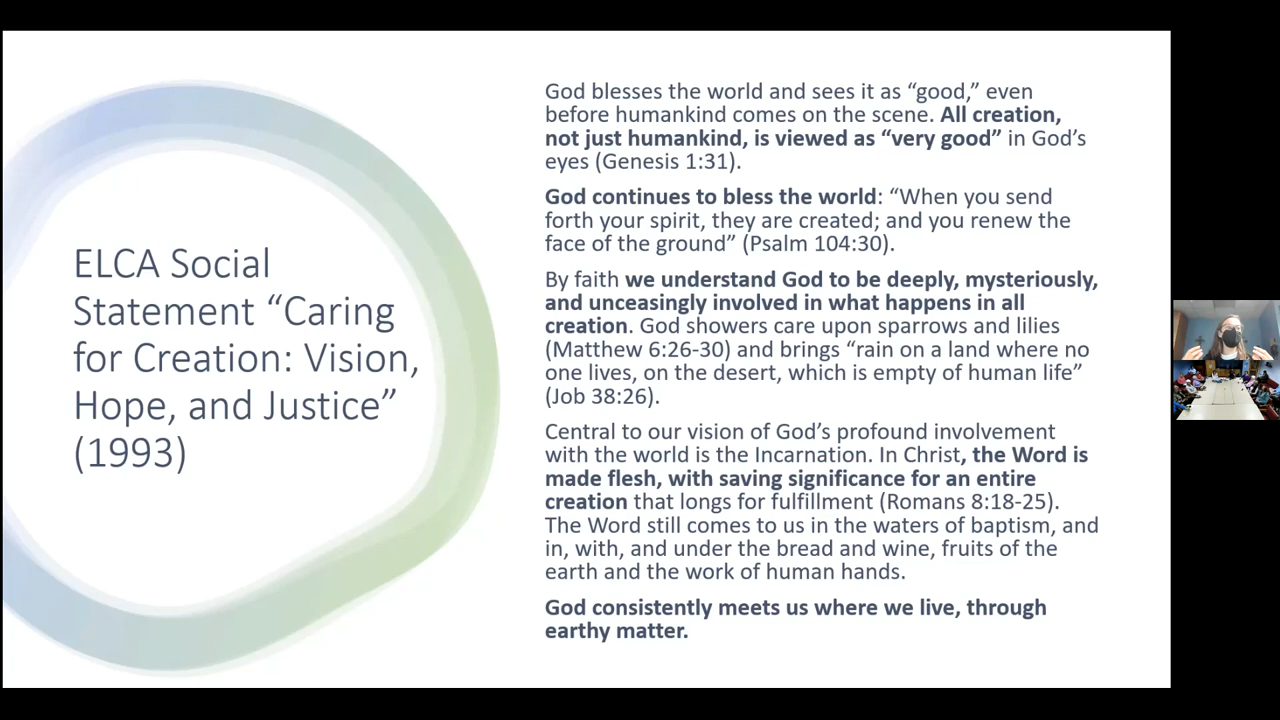 ELCA Social
Statement “Caring
for Creation: Vision,
Hope, and Justice”
(1993)
God blesses the world and sees it as “good,” even
before humankind comes on the scene. All creation,
not just humankind, is viewed as “very good” in God’s
eyes (Genesis 1:31).
God continues to bless the world: “When you send
forth your spirit, they are created; and you renew the
face of the ground” (Psalm 104:30).
By faith we understand God to be deeply, mysteriously,
and unceasingly involved in what happens in all
creation. God showers care upon sparrows and lilies
(Matthew 6:26-30) and brings “rain on a land where no
one lives, on the desert, which is empty of human life”
(Job 38:26).
Central to our vision of God’s profound involvement
with the world is the Incarnation. In Christ, the Word is
made flesh, with saving significance for an entire
creation that longs for fulfillment (Romans 8:18-25).
The Word still comes to us in the waters of baptism, and
in, with, and under the bread and wine, fruits of the
earth and the work of human hands.
God consistently meets us where we live, through
earthy matter.